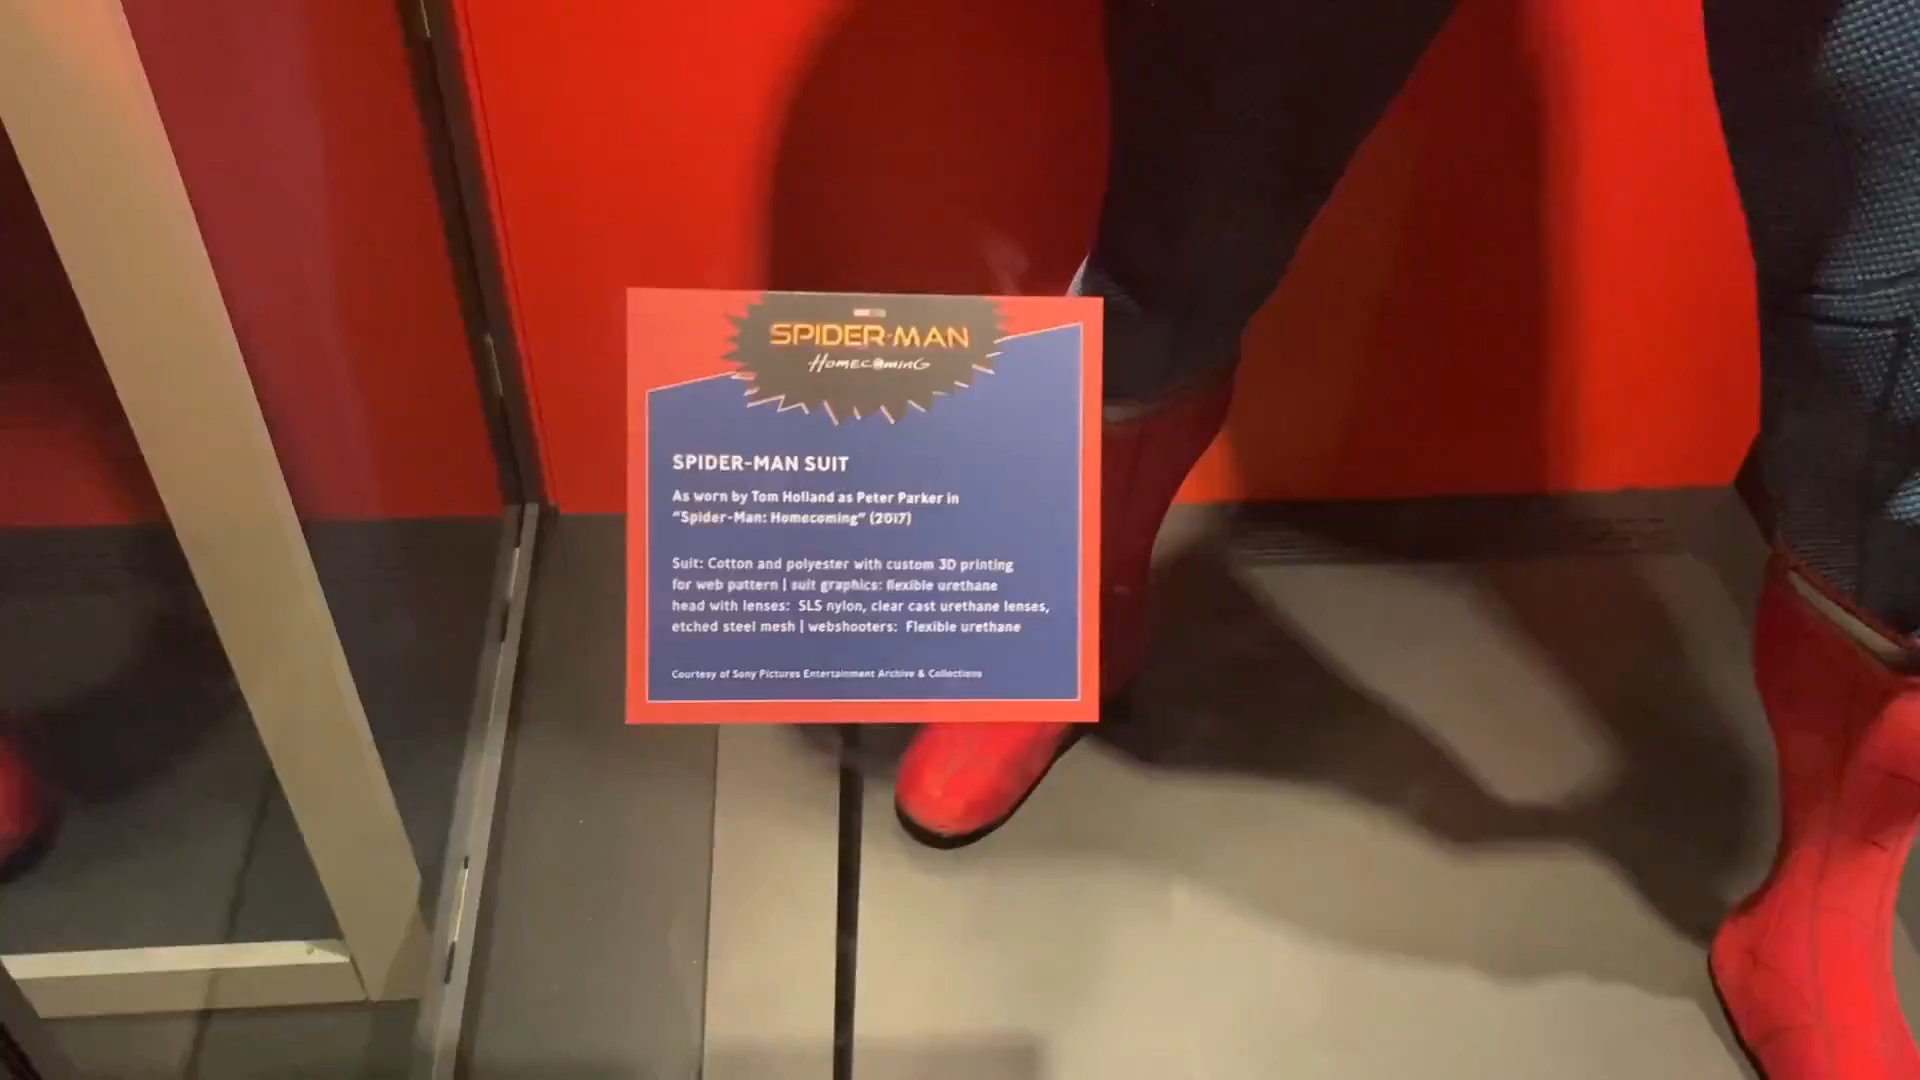 SPIDER-MAN
HOMECOMING
SPIDER-MAN SUIT
As worn by Tom Holland as Peter Parker in
"Spider-Man: Homecoming" (2017)
Suit: Cotton and polyester with custom 3D printing
for web pattern | suit graphics: flexible urethane
head with lenses: SLS nylon, clear cast urethane lenses,
etched steel mesh | webshooters: Flexible urethane
Courtesy of Sony Pictures Entertainment Archive & Collections